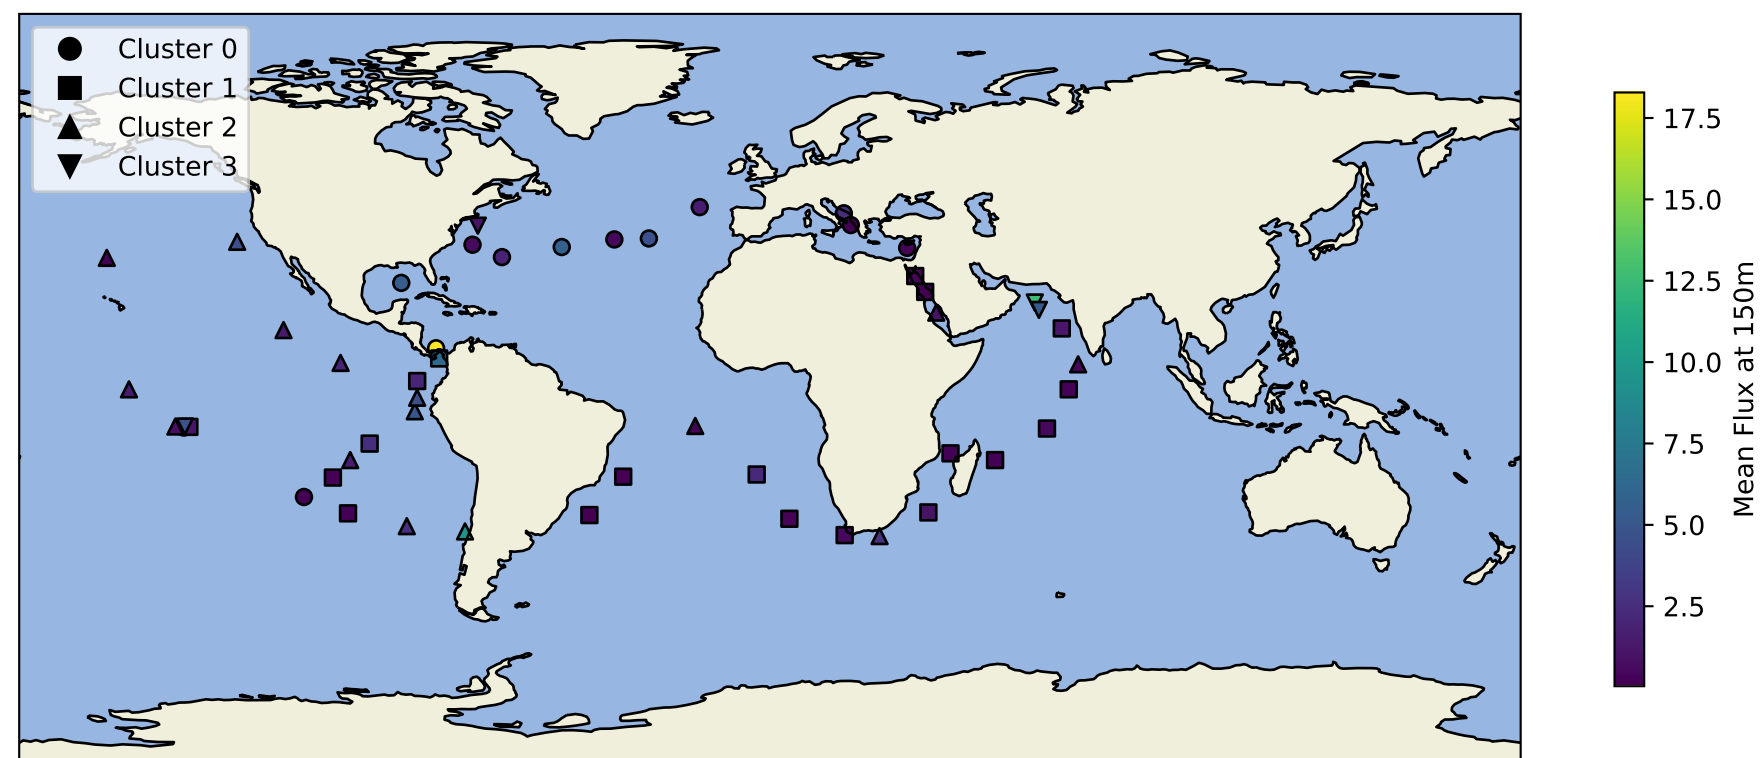 Cluster 0
Cluster 1
Cluster 2
Cluster 3
17.5
15.0
12.5
10.0
7.5
5.0
2.5
Mean Flux at 150m